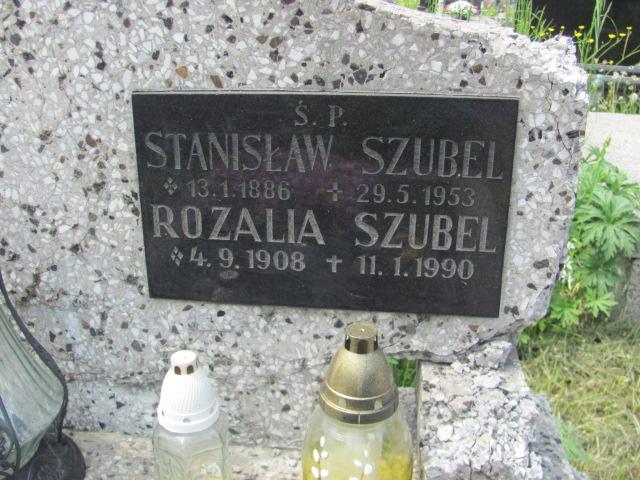 Ś. P.
STANISŁAW SZUBEL
13.1.1886 + 29.5.1953
ROZALIA SZUBEL
4.9.1908 + 11.1.1990